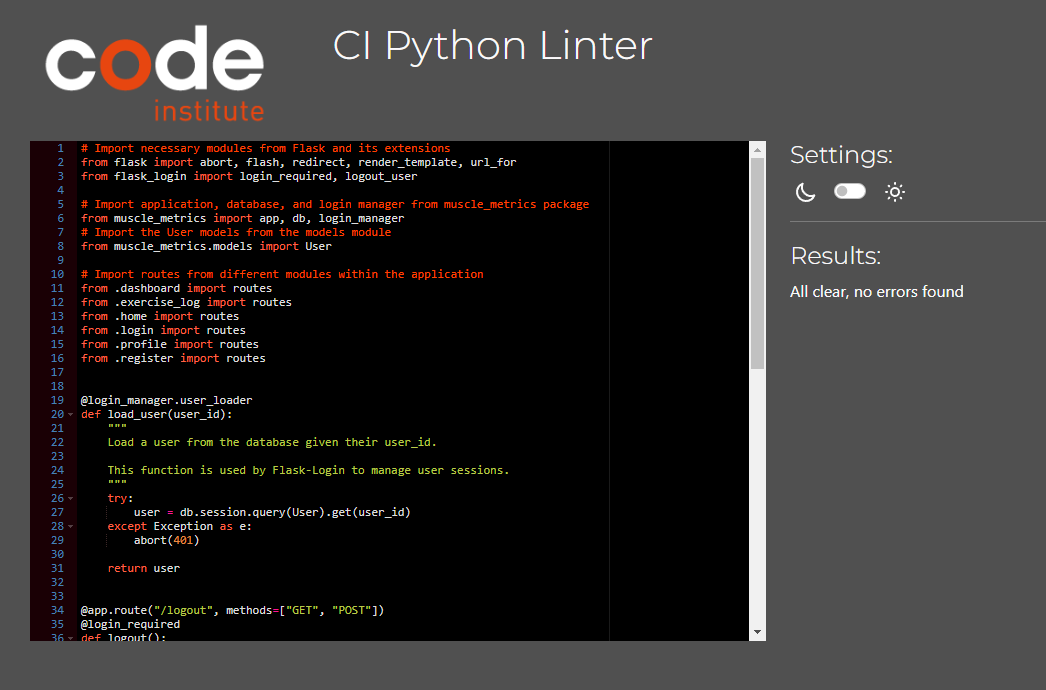 code
institute
CI Python Linter
1 # Import necessary modules from Flask and its extensions
2 from flask import abort, flash, redirect, render_template, url_for
3 from flask_login import login_required, logout_user
4
5 # Import application, database, and login manager from muscle_metrics package
6 from muscle_metrics import app, db, login_manager
7 # Import the User models from the models module
8 from muscle_metrics.models import User
9
10 # Import routes from different modules within the application
11 from .dashboard import routes
12 from .exercise_log import routes
13 from .home import routes
14 from .login import routes
15 from .profile import routes
16 from .register import routes
17
18
19 @login_manager.user_loader
20 def load_user(user_id):
21     """
22     Load a user from the database given their user_id.
23
24     This function is used by Flask-Login to manage user sessions.
25     """
26     try:
27         user = db.session.query(User).get(user_id)
28     except Exception as e:
29         abort(401)
30
31     return user
32
33
34 @app.route("/logout", methods=["GET", "POST"])
35 @login_required
36 def logout():
Settings:
Results:
All clear, no errors found